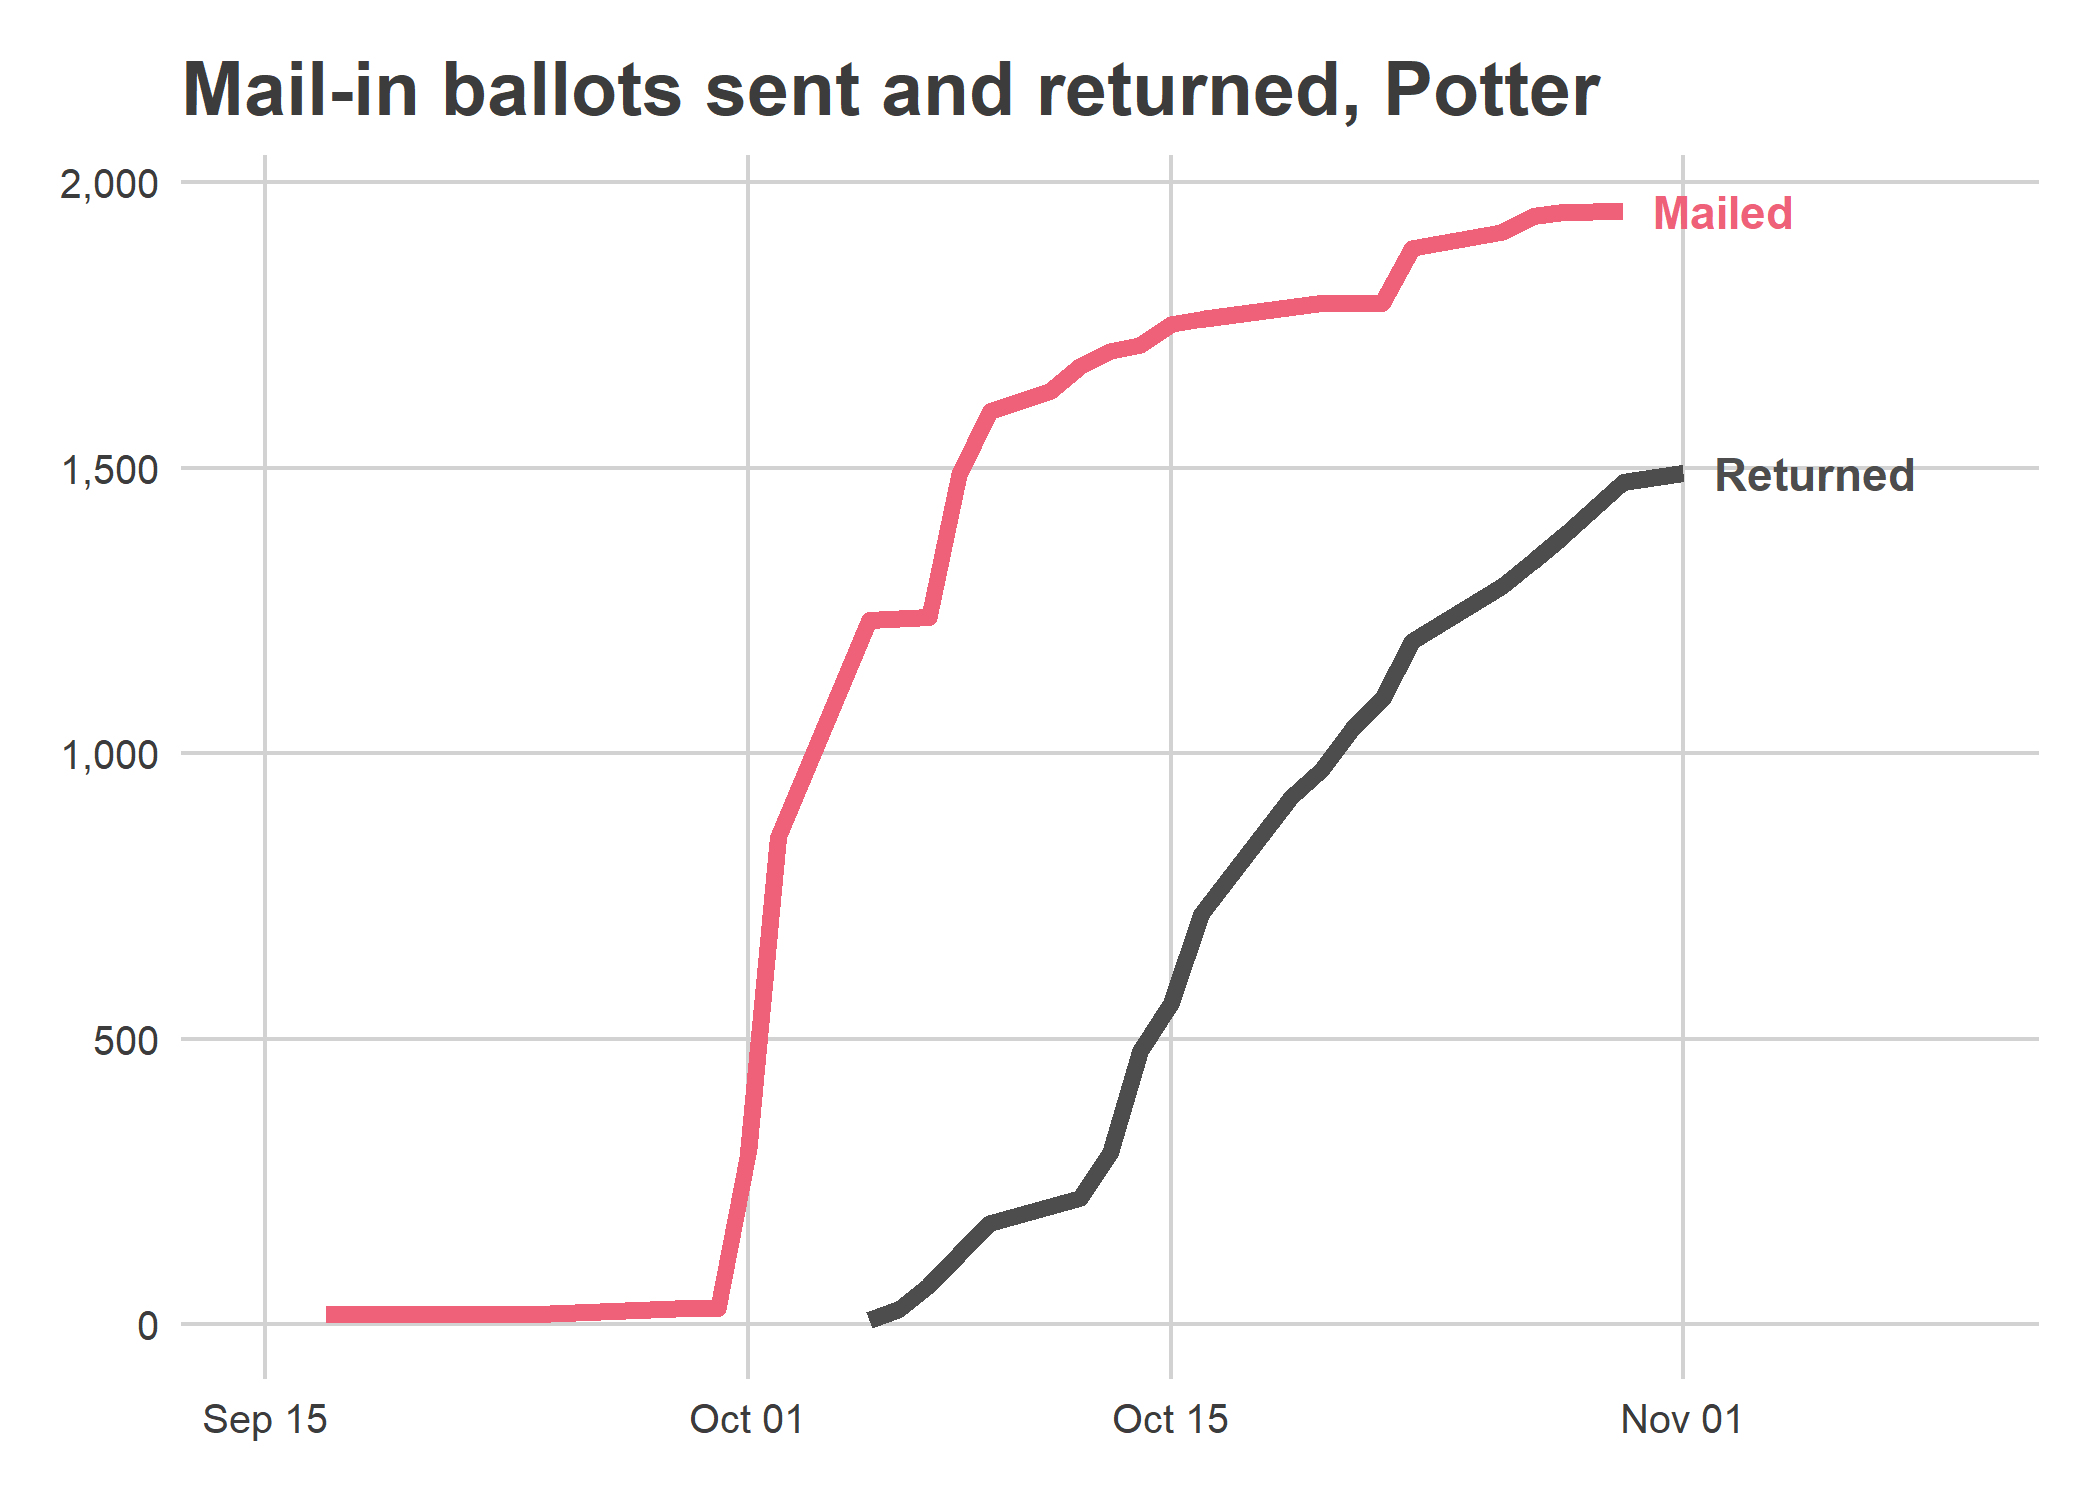 Mail-in ballots sent and returned, Potter
2,000
Mailed
1,500
Returned
1,000
500
0
Sep 15
Oct 01
Oct 15
Nov 01